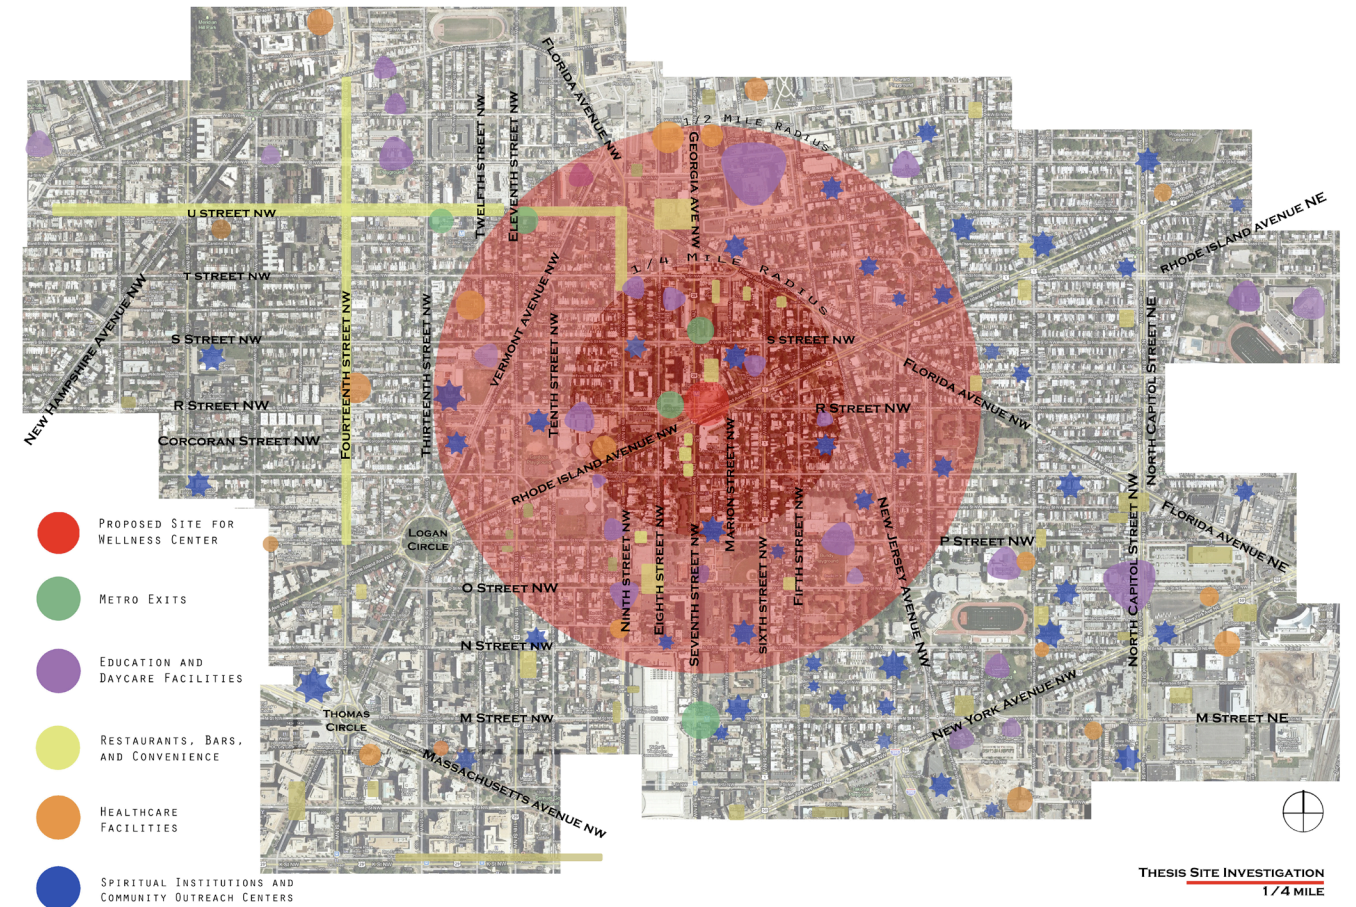 1/2 Mile Radius
Florida Avenue NW
Georgia Ave NW
Twelfth Street NW
Eleventh Street NW
U Street NW
Rhode Island Avenue NE
1/4 Mile Radius
T Street NW
New Hampshire Avenue NW
Vermont Avenue NW
S Street NW
S Street NW
Fourteenth Street NW
Thirteenth Street NW
Tenth Street NW
North Capitol Street NE
Florida Avenue NW
R Street NW
R Street NW
Corcoran Street NW
Rhode Island Avenue NW
Marion Street NW
Logan
Circle
P Street NW
Florida Avenue NE
New Jersey Avenue NW
North Capitol Street NW
Ninth Street NW
Eighth Street NW
Seventh Street NW
Sixth Street NW
Fifth Street NW
O Street NW
N Street NW
M Street NW
Thomas
Circle
New York Avenue NW
M Street NE
Massachusetts Avenue NW
Proposed Site for
Wellness Center
Metro Exits
Education and
Daycare Facilities
Restaurants, Bars,
and Convenience
Healthcare
Facilities
Spiritual Institutions and
Community Outreach Centers
Thesis Site Investigation
1/4 mile